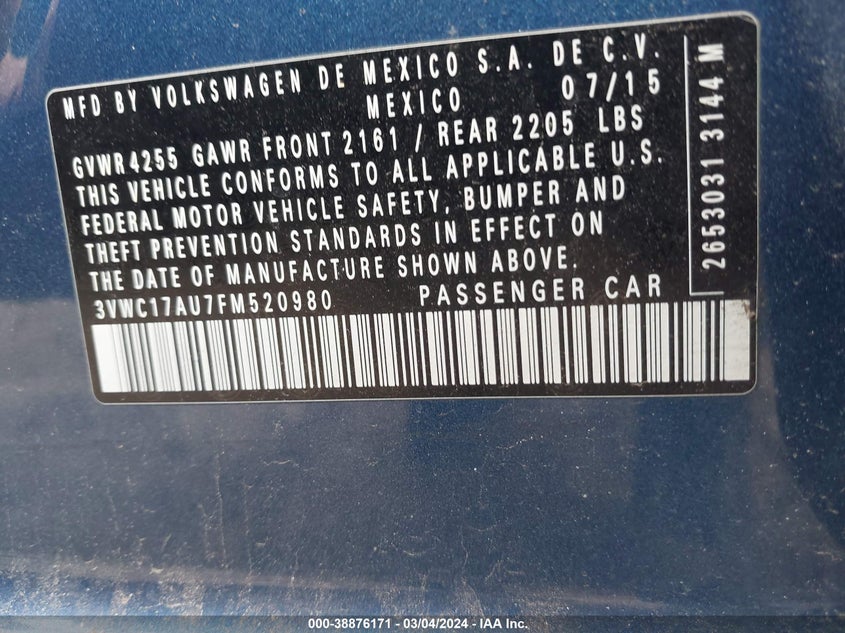 MFD BY VOLKSWAGEN DE MEXICO S.A. DE C.V.
MEXICO 07/15
GVWR4255 GAWR FRONT 2161 / REAR 2205 LBS
THIS VEHICLE CONFORMS TO ALL APPLICABLE U.S.
FEDERAL MOTOR VEHICLE SAFETY, BUMPER AND
THEFT PREVENTION STANDARDS IN EFFECT ON
THE DATE OF MANUFACTURE SHOWN ABOVE.
3VWC17AU7FM520980 PASSENGER CAR
2653031 3144 M
000-38876171 - 03/04/2024 - IAA Inc.